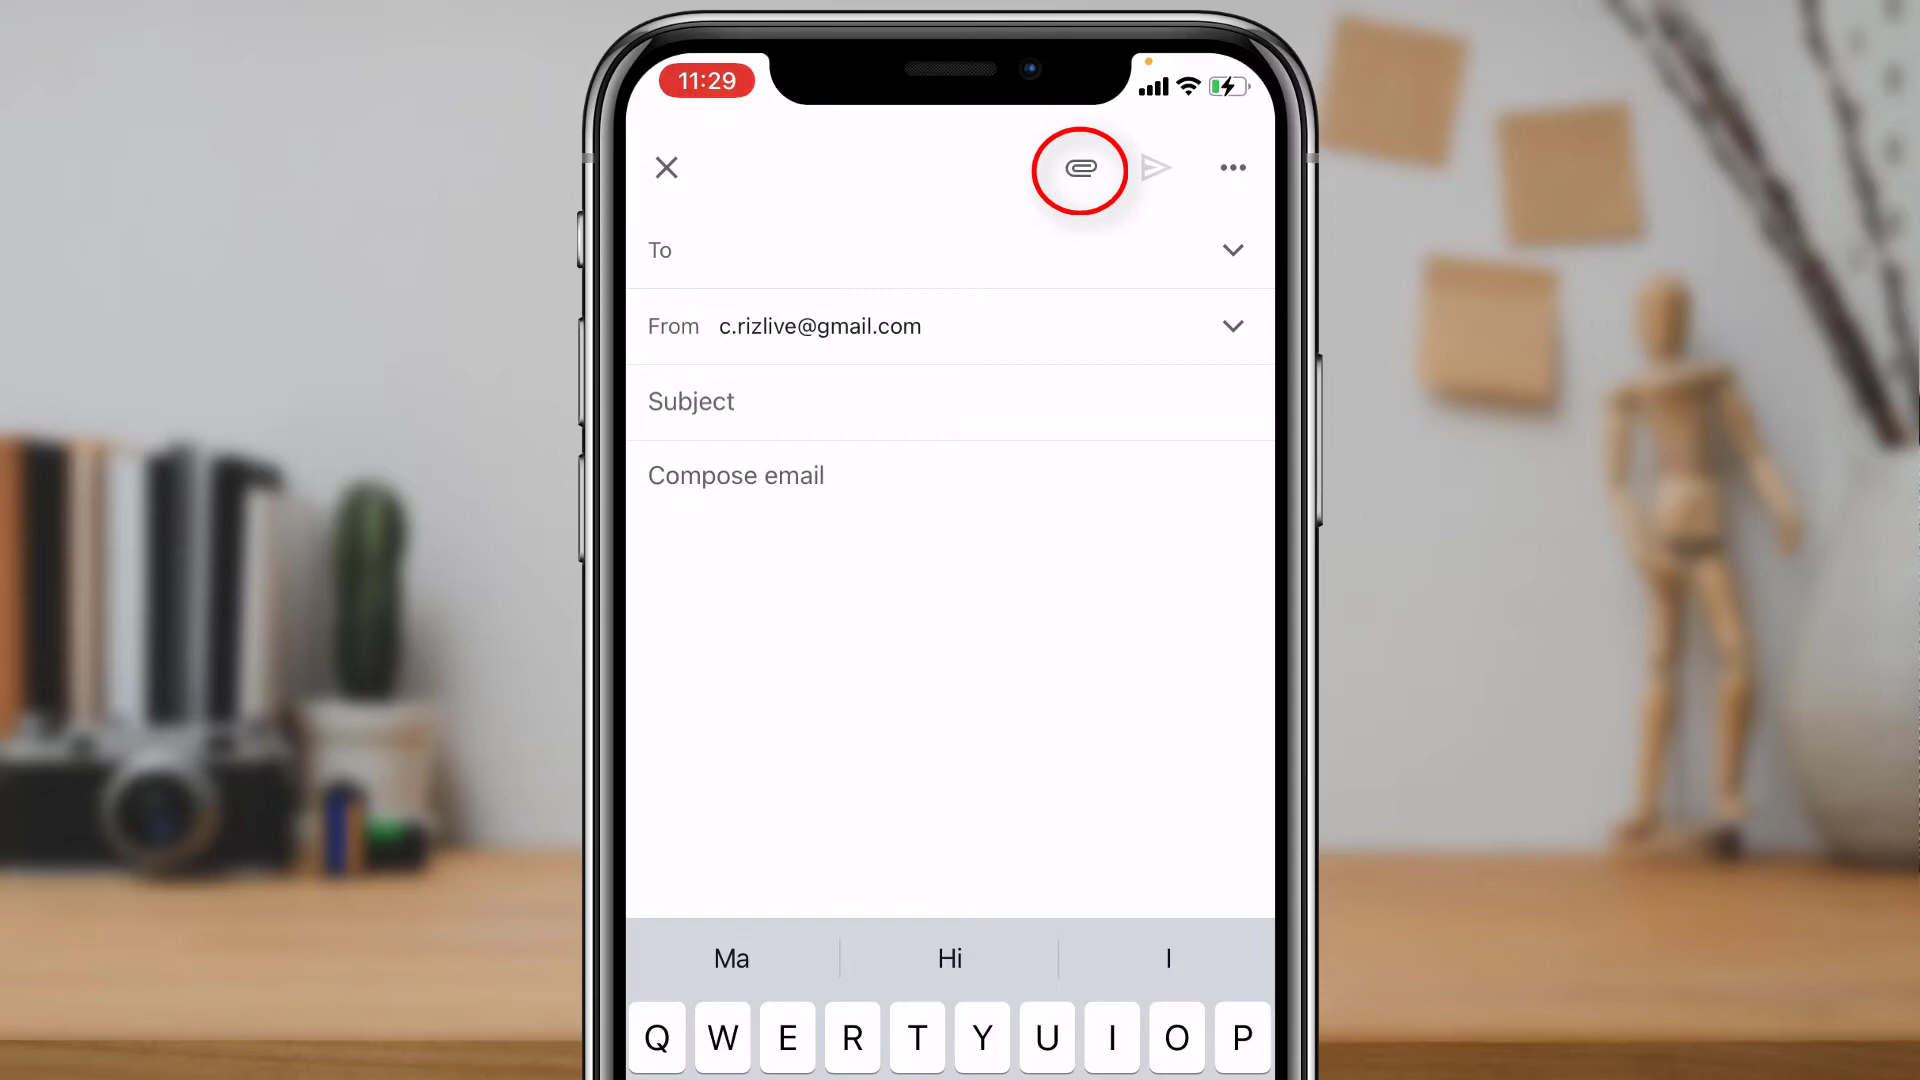 11:29
To
From c.rizlive@gmail.com
Subject
Compose email
Ma Hi I
Q W E R T Y U I O P